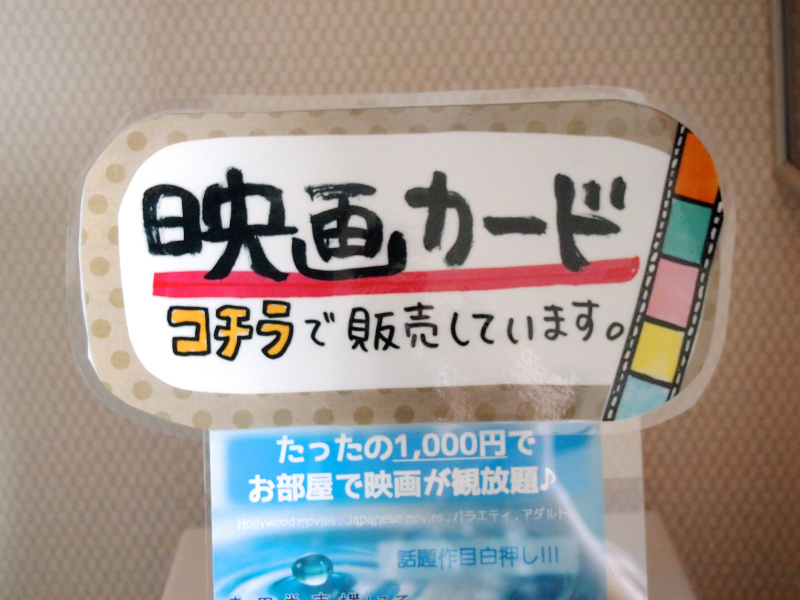 映画カード
コチラで販売しています。
たったの1,000円で
お部屋で映画が観放題♪
Hollywood movies , Japanese movies , バラエティ , アダルト
話題作目白押し!!!